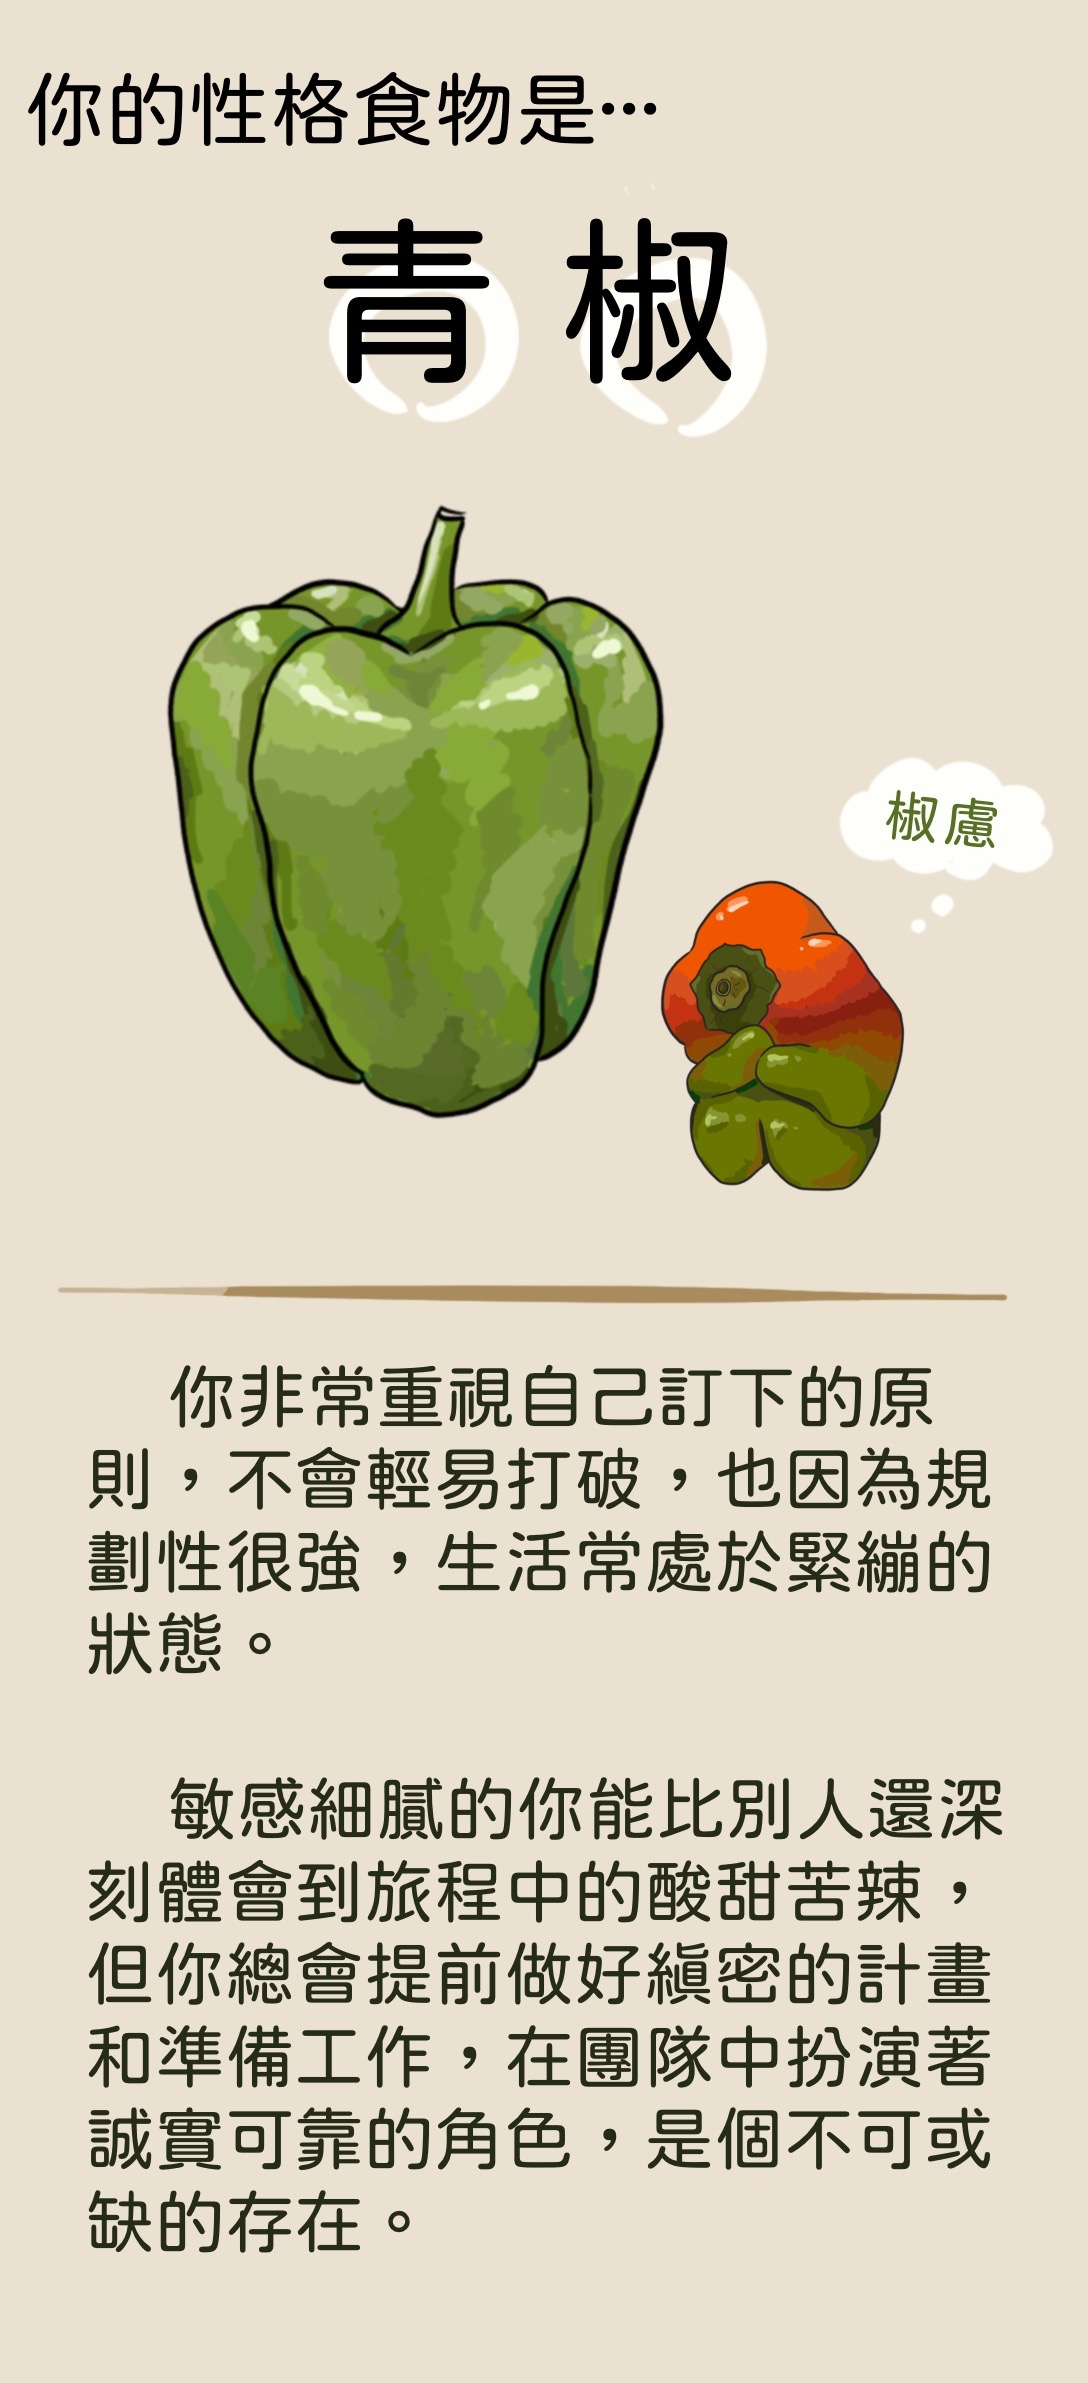 你的性格食物是…
青椒
椒慮
你非常重視自己訂下的原
則，不會輕易打破，也因為規
劃性很強，生活常處於緊繃的
狀態。
敏感細膩的你能比別人還深
刻體會到旅程中的酸甜苦辣，
但你總會提前做好縝密的計畫
和準備工作，在團隊中扮演著
誠實可靠的角色，是個不可或
缺的存在。